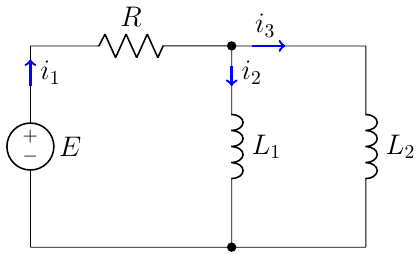 R
i₃
i₁
i₂
+
−
E
L₁
L₂